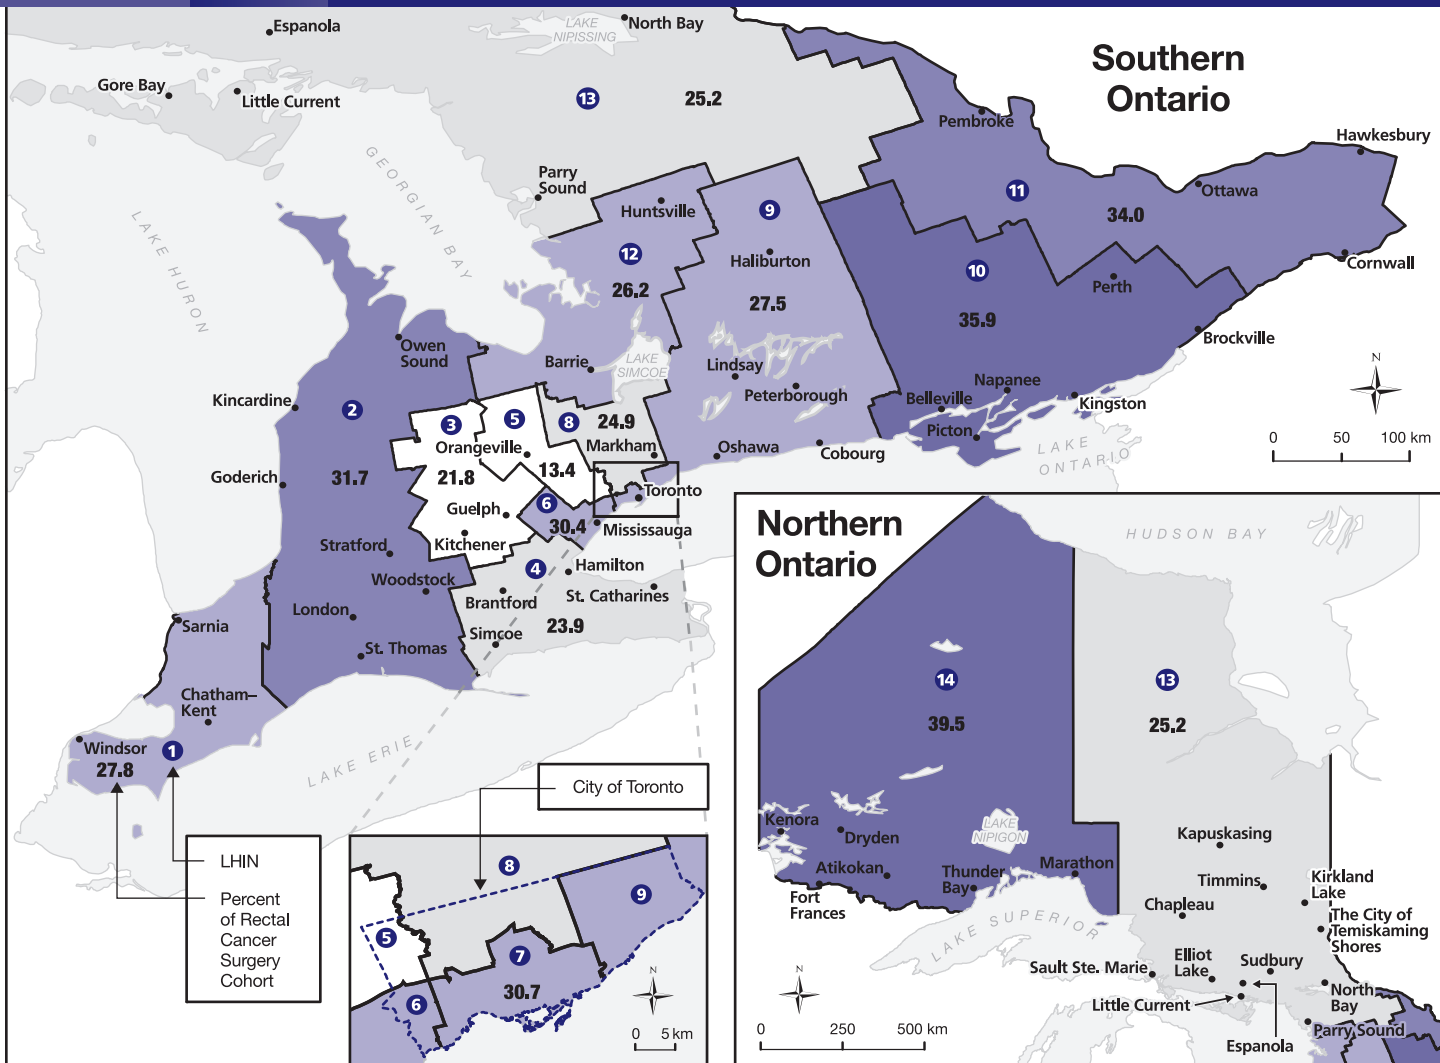 Espanola
LAKE
NIPISSING
North Bay
Southern
Ontario
Gore Bay
Little Current
13
25.2
Pembroke
Hawkesbury
GEORGIAN BAY
Parry
Sound
11
Ottawa
LAKE HURON
Huntsville
9
34.0
12
Haliburton
10
Cornwall
26.2
27.5
Perth
35.9
Owen
Sound
Barrie
LAKE
SIMCOE
Lindsay
Brockville
N
Peterborough
Napanee
Kincardine
2
Belleville
Kingston
3
5
8
24.9
Picton
Orangeville
Markham
Oshawa
Cobourg
LAKE
ONTARIO
0 50 100 km
Goderich
31.7
21.8
13.4
Toronto
Guelph
6
30.4
Mississauga
Kitchener
Stratford
4
Hamilton
Woodstock
Brantford
St. Catharines
London
23.9
Sarnia
Simcoe
St. Thomas
Chatham–
Kent
Windsor
1
27.8
LAKE ERIE
City of Toronto
LHIN
Percent
of Rectal
Cancer
Surgery
Cohort
8
9
5
7
30.7
6
N
0 5 km
Northern
Ontario
HUDSON BAY
14
39.5
13
25.2
Kenora
Dryden
LAKE
NIPIGON
Kapuskasing
Atikokan
Thunder
Bay
Marathon
Timmins
Kirkland
Lake
Fort
Frances
Chapleau
The City of
Temiskaming
Shores
LAKE SUPERIOR
Elliot
Lake
Sudbury
Sault Ste. Marie
North
Bay
Little Current
Parry Sound
Espanola
N
0 250 500 km